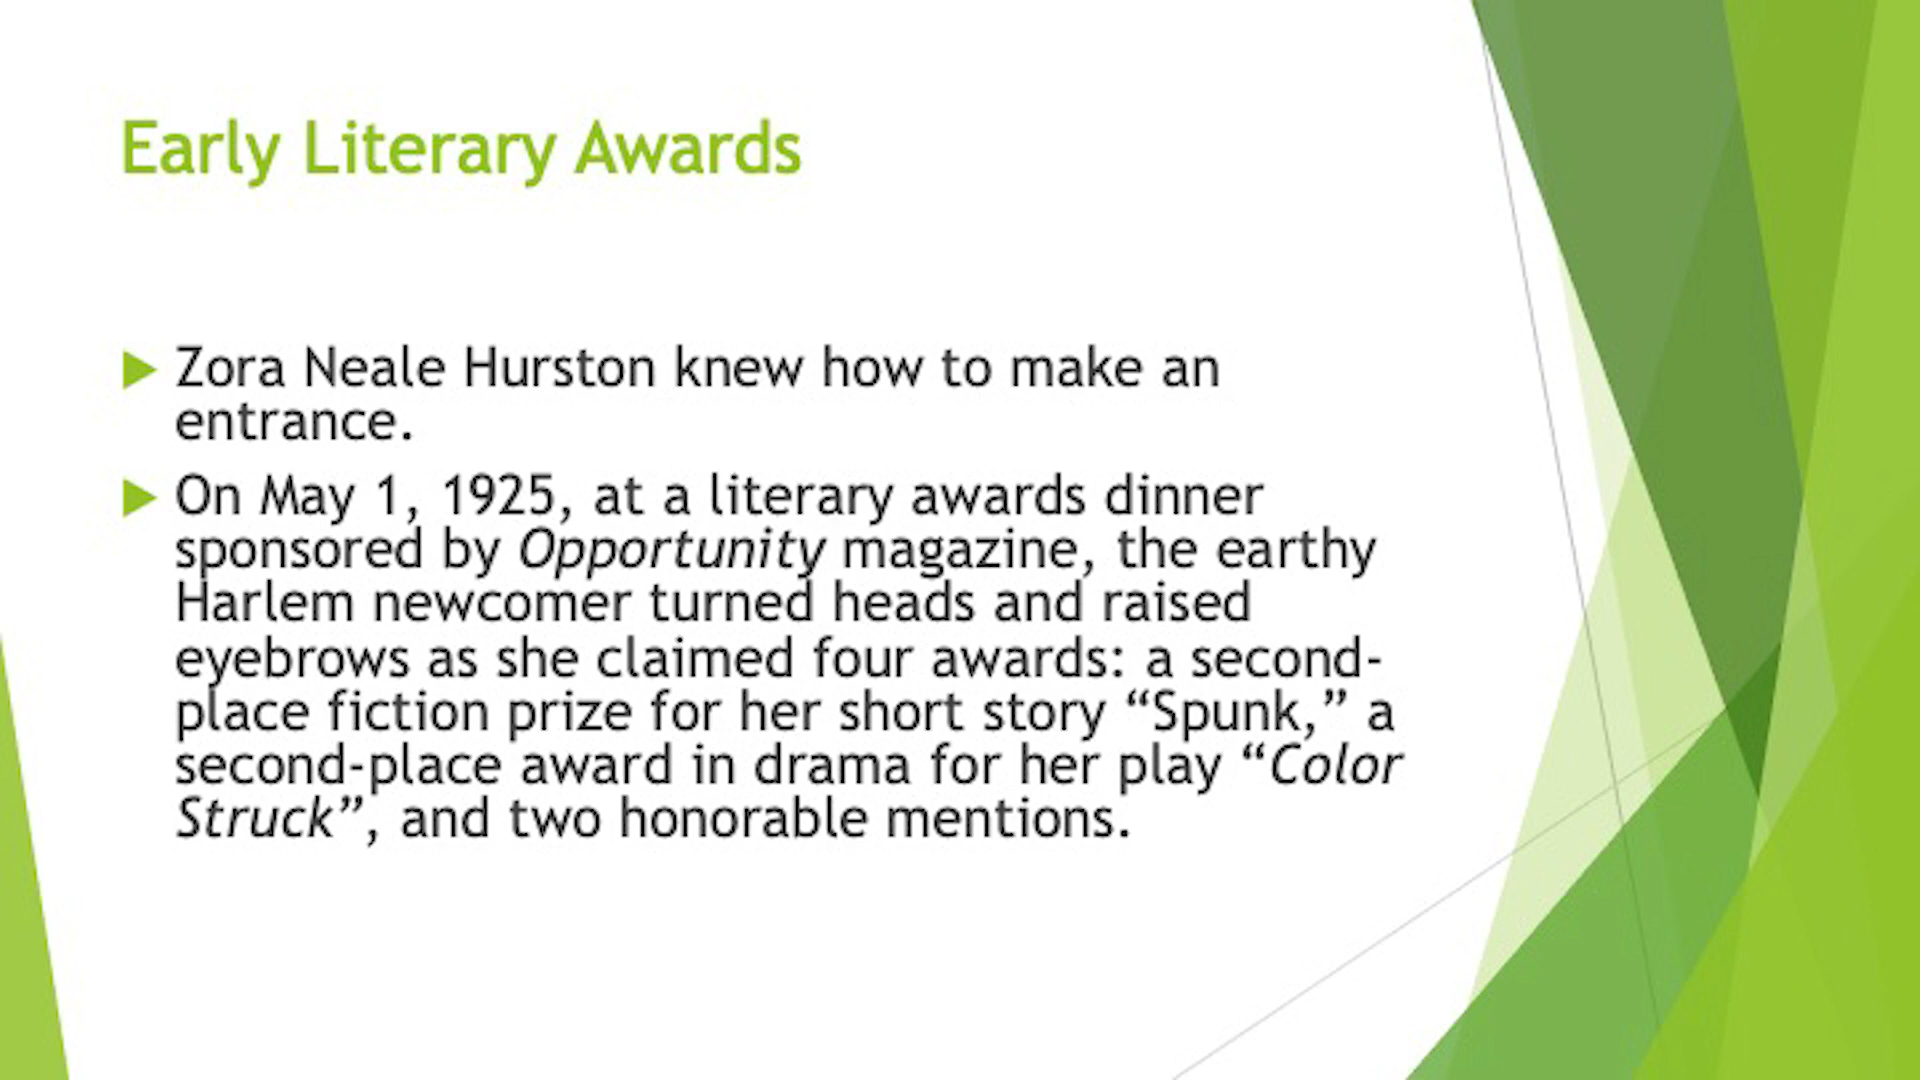 Early Literary Awards
Zora Neale Hurston knew how to make an
entrance.
On May 1, 1925, at a literary awards dinner
sponsored by Opportunity magazine, the earthy
Harlem newcomer turned heads and raised
eyebrows as she claimed four awards: a second-
place fiction prize for her short story “Spunk,” a
second-place award in drama for her play “Color
Struck”, and two honorable mentions.